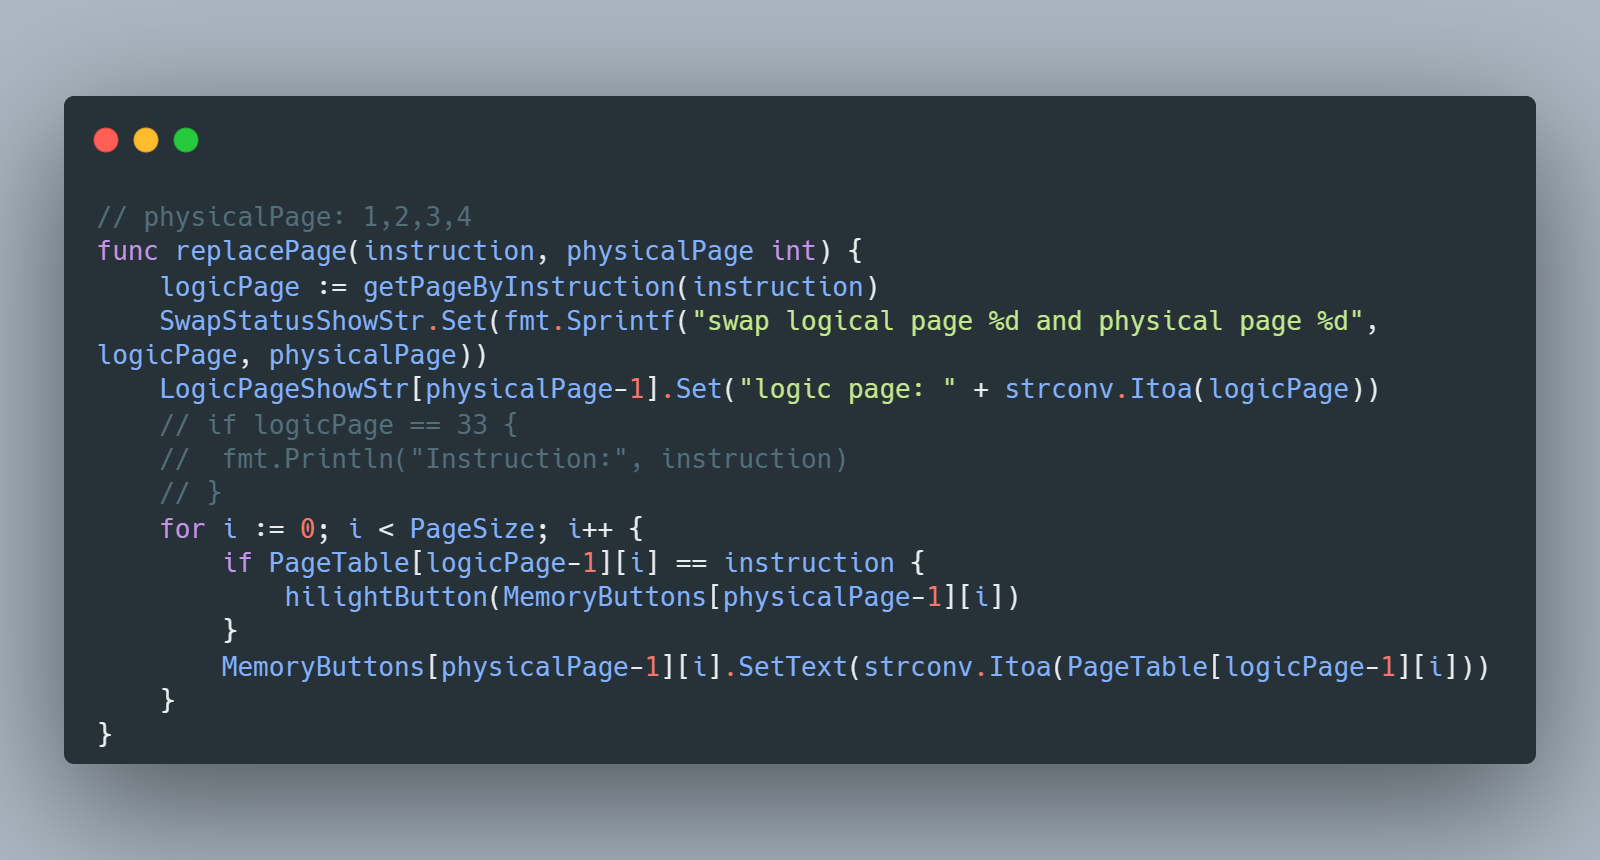 // physicalPage: 1,2,3,4
func replacePage(instruction, physicalPage int) {
    logicPage := getPageByInstruction(instruction)
    SwapStatusShowStr.Set(fmt.Sprintf("swap logical page %d and physical page %d",
logicPage, physicalPage))
    LogicPageShowStr[physicalPage-1].Set("logic page: " + strconv.Itoa(logicPage))
    // if logicPage == 33 {
    //  fmt.Println("Instruction:", instruction)
    // }
    for i := 0; i < PageSize; i++ {
        if PageTable[logicPage-1][i] == instruction {
            hilightButton(MemoryButtons[physicalPage-1][i])
        }
        MemoryButtons[physicalPage-1][i].SetText(strconv.Itoa(PageTable[logicPage-1][i]))
    }
}